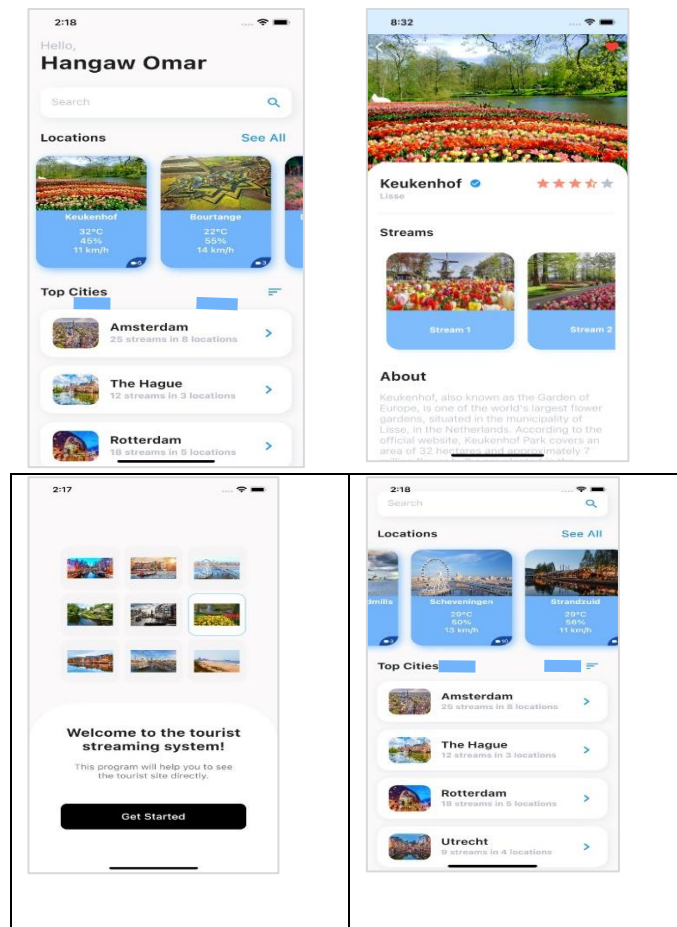 2:18
Hello,
Hangaw Omar
Search
Locations
See All
Keukenhof
32°C
45%
11 km/h
6
Bourtange
22°C
55%
14 km/h
3
Top Cities
Amsterdam
25 streams in 8 locations
The Hague
12 streams in 3 locations
Rotterdam
18 streams in 5 locations
8:32
Keukenhof
Lisse
Streams
Stream 1
Stream 2
About
Keukenhof, also known as the Garden of
Europe, is one of the world's largest flower
gardens, situated in the municipality of
Lisse, in the Netherlands. According to the
official website, Keukenhof Park covers an
area of 32 hectares and approximately 7
2:17
Welcome to the tourist
streaming system!
This program will help you to see
the tourist site directly.
Get Started
2:18
Search
Locations
See All
dmills
Scheveningen
29°C
50%
13 km/h
10
Strandzuid
29°C
56%
11 km/h
Top Cities
Amsterdam
25 streams in 8 locations
The Hague
12 streams in 3 locations
Rotterdam
18 streams in 5 locations
Utrecht
9 streams in 4 locations